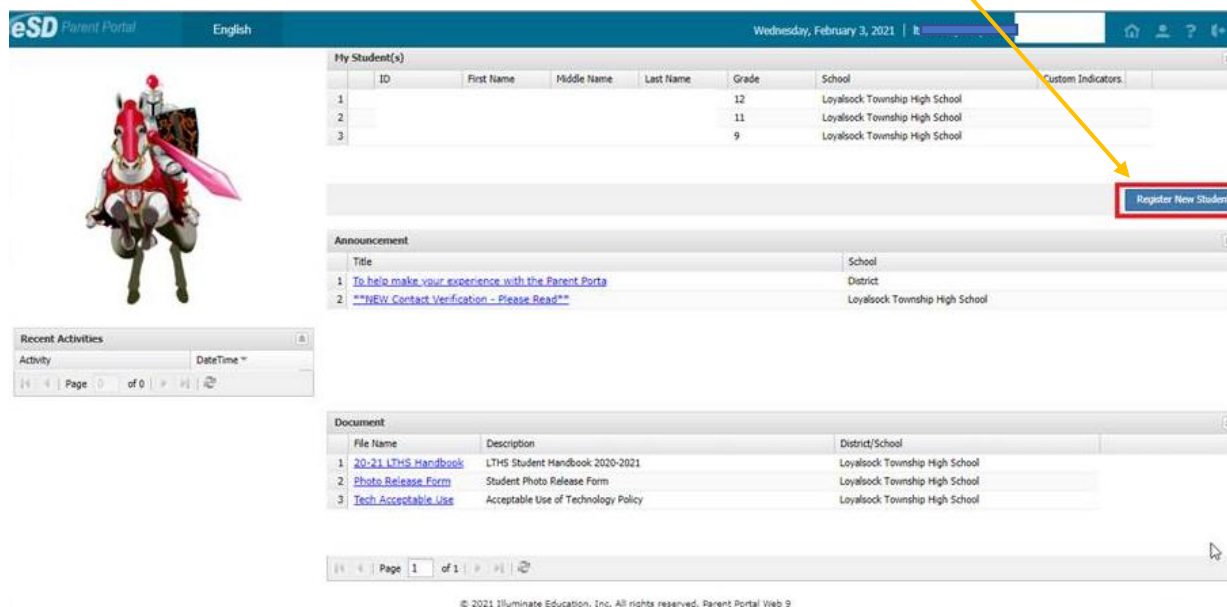 eSD Parent Portal English Wednesday, February 3, 2021 |
My Student(s)
ID First Name Middle Name Last Name Grade School Custom Indicators
1 12 Loyalsock Township High School
2 11 Loyalsock Township High School
3 9 Loyalsock Township High School
Register New Student
Announcement
Title School
1 To help make your experience with the Parent Porta District
2 **NEW Contact Verification - Please Read** Loyalsock Township High School
Recent Activities
Activity DateTime
Page 0 of 0
Document
File Name Description District/School
1 20-21 LTHS Handbook LTHS Student Handbook 2020-2021 Loyalsock Township High School
2 Photo Release Form Student Photo Release Form Loyalsock Township High School
3 Tech Acceptable Use Acceptable Use of Technology Policy Loyalsock Township High School
Page 1 of 1
© 2021 Illuminate Education, Inc. All rights reserved. Parent Portal Web 9